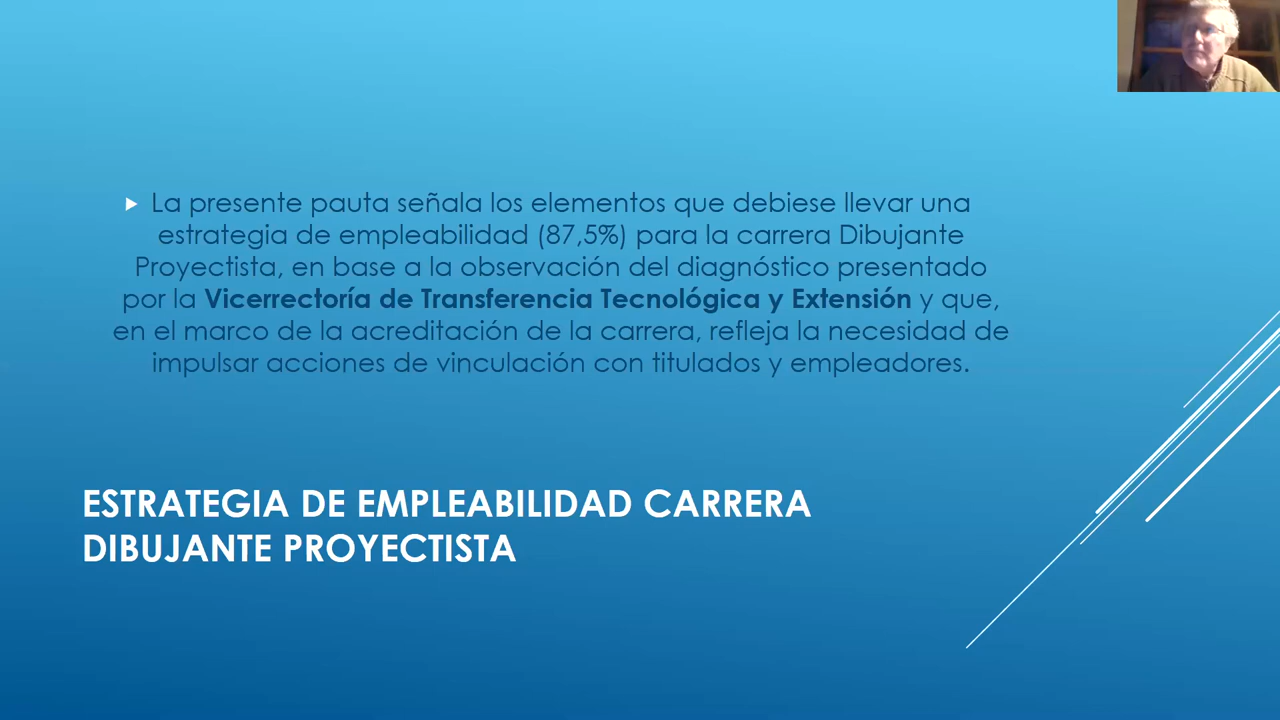 La presente pauta señala los elementos que debiese llevar una
estrategia de empleabilidad (87,5%) para la carrera Dibujante
Proyectista, en base a la observación del diagnóstico presentado
por la Vicerrectoría de Transferencia Tecnológica y Extensión y que,
en el marco de la acreditación de la carrera, refleja la necesidad de
impulsar acciones de vinculación con titulados y empleadores.
ESTRATEGIA DE EMPLEABILIDAD CARRERA
DIBUJANTE PROYECTISTA